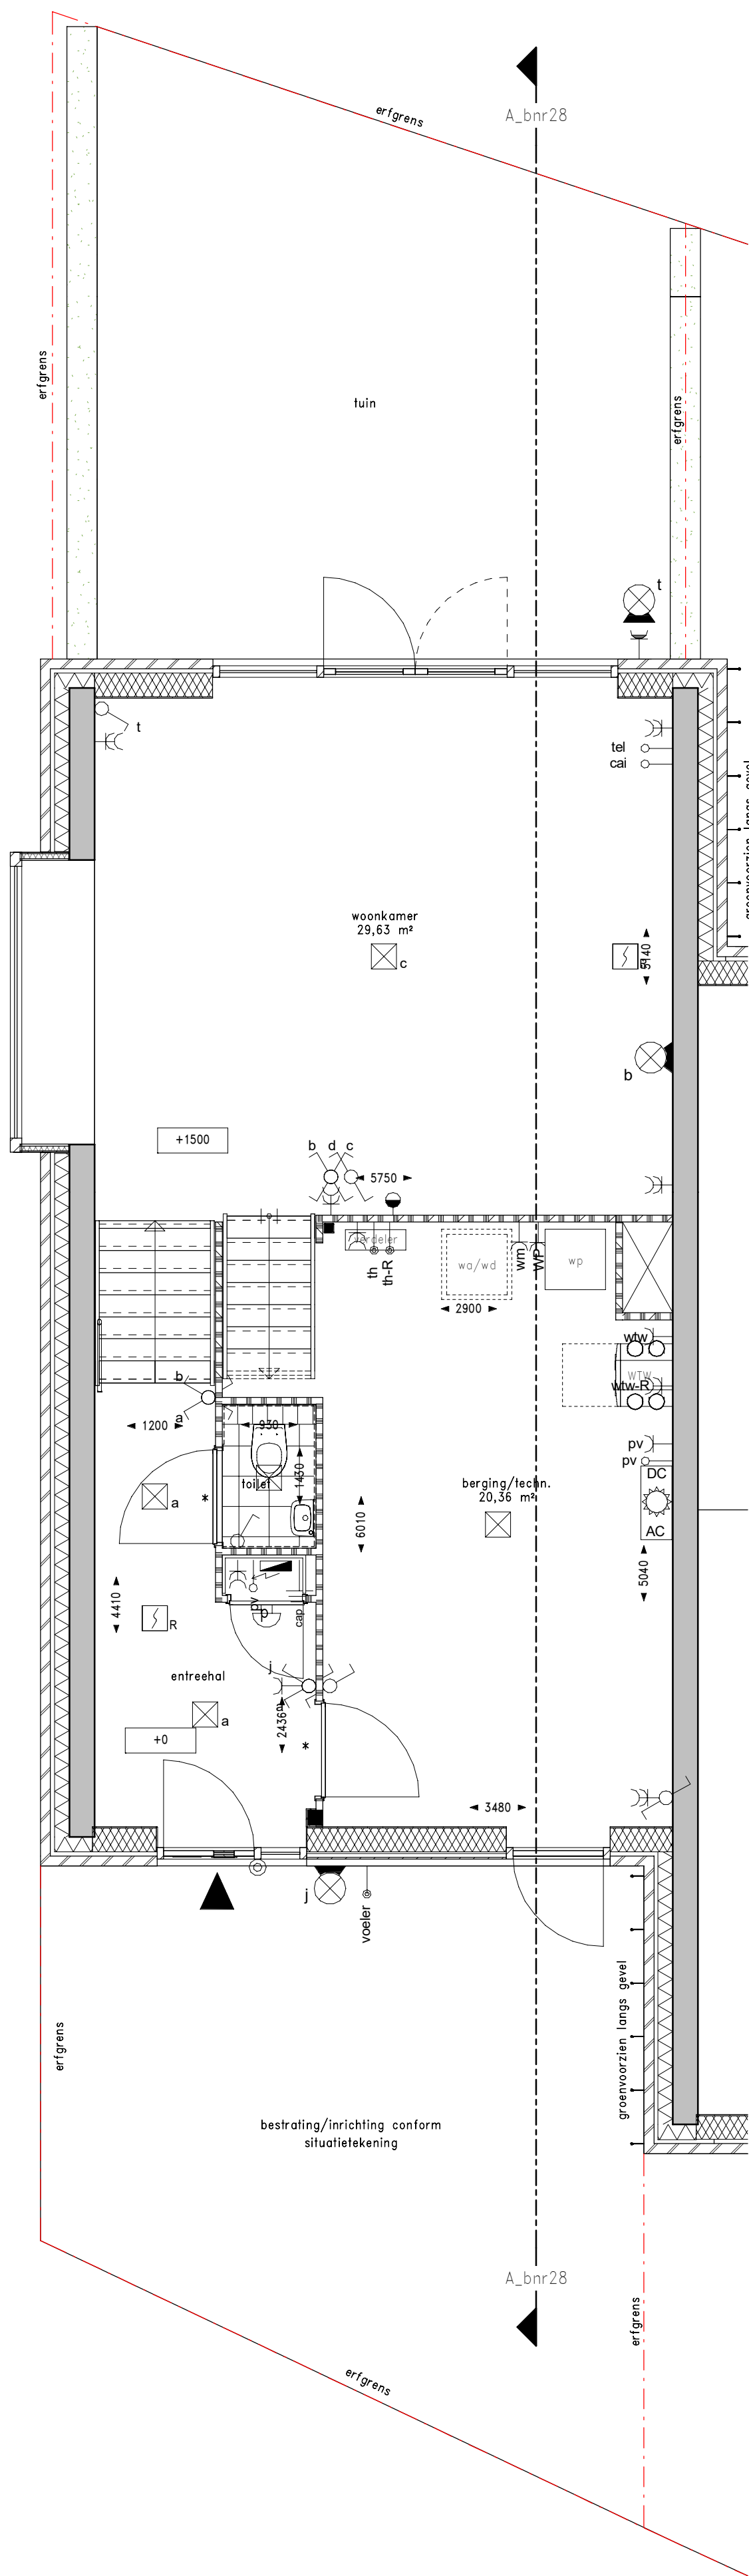 A_bnr28
erfgrens
erfgrens
erfgrens
tuin
t
t
tel
cai
groenvoorzien langs gevel
woonkamer
29,63 m²
c
5140
b
+1500
b d c
5750
verdeler
th
th-R
wa/wd
wm
wp
wp
2900
wtw
WTW
wtw-R
b
a
1200
930
pv
pv
DC
AC
toilet
1430
berging/techn.
20,36 m²
a
*
6010
5040
4410
R
pv
p
cap
entreehal
j
a
a
2436
+0
*
3480
j
voeler
erfgrens
groenvoorzien langs gevel
bestrating/inrichting conform
situatietekening
A_bnr28
erfgrens
erfgrens